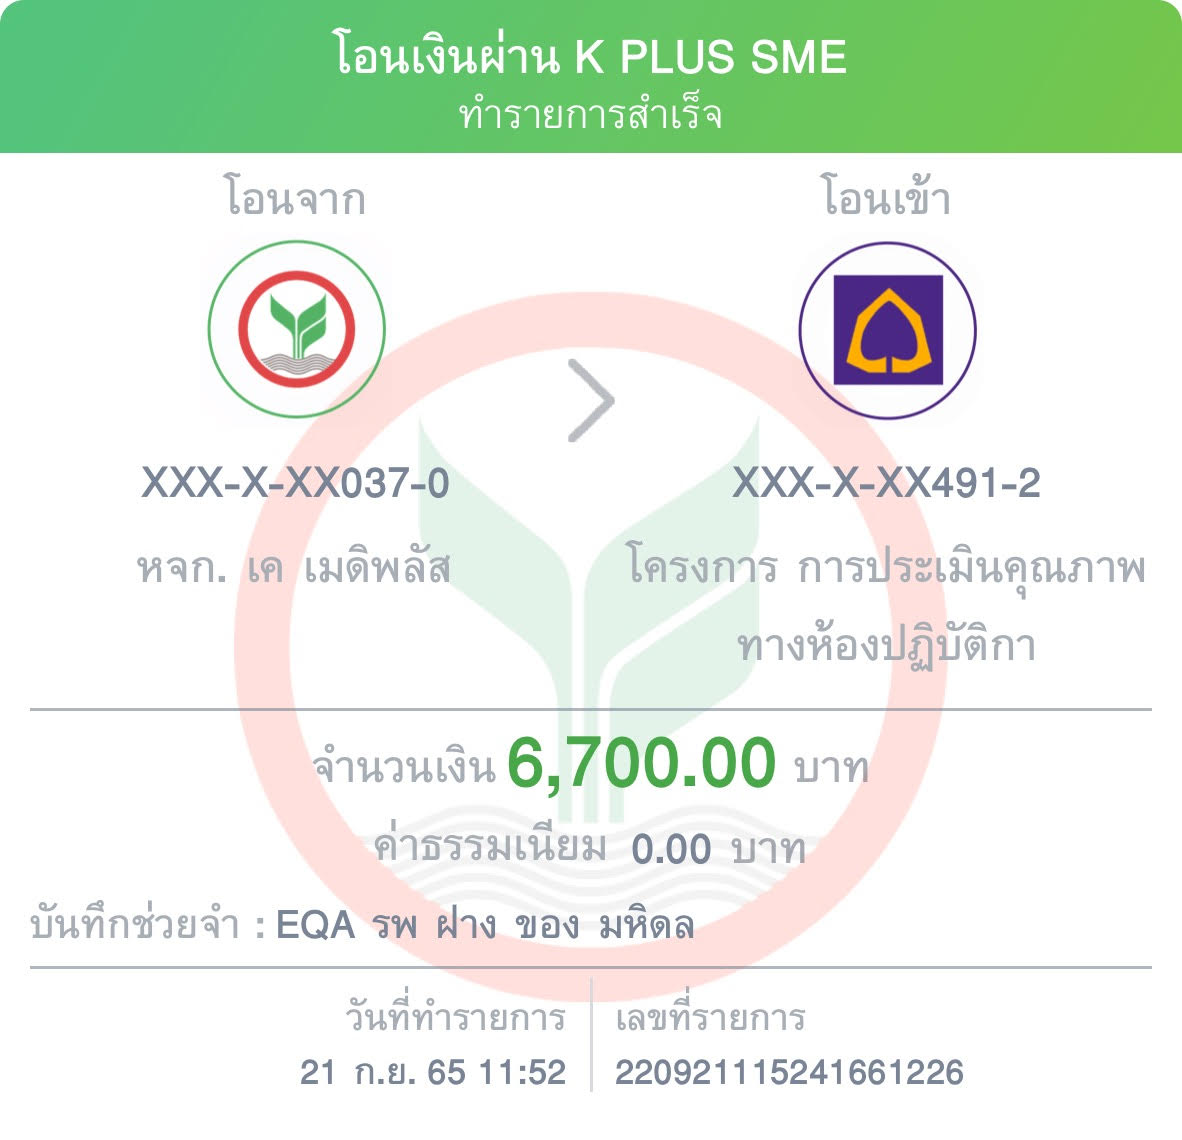 โอนเงินผ่าน K PLUS SME
ทำรายการสำเร็จ
โอนจาก
โอนเข้า
XXX-X-XX037-0
XXX-X-XX491-2
หจก. เค เมดิพลัส
โครงการ การประเมินคุณภาพ
ทางห้องปฏิบัติกา
จำนวนเงิน 6,700.00 บาท
ค่าธรรมเนียม 0.00 บาท
บันทึกช่วยจำ : EQA รพ ฝาง ของ มหิดล
วันที่ทำรายการ
21 ก.ย. 65 11:52
เลขที่รายการ
220921115241661226